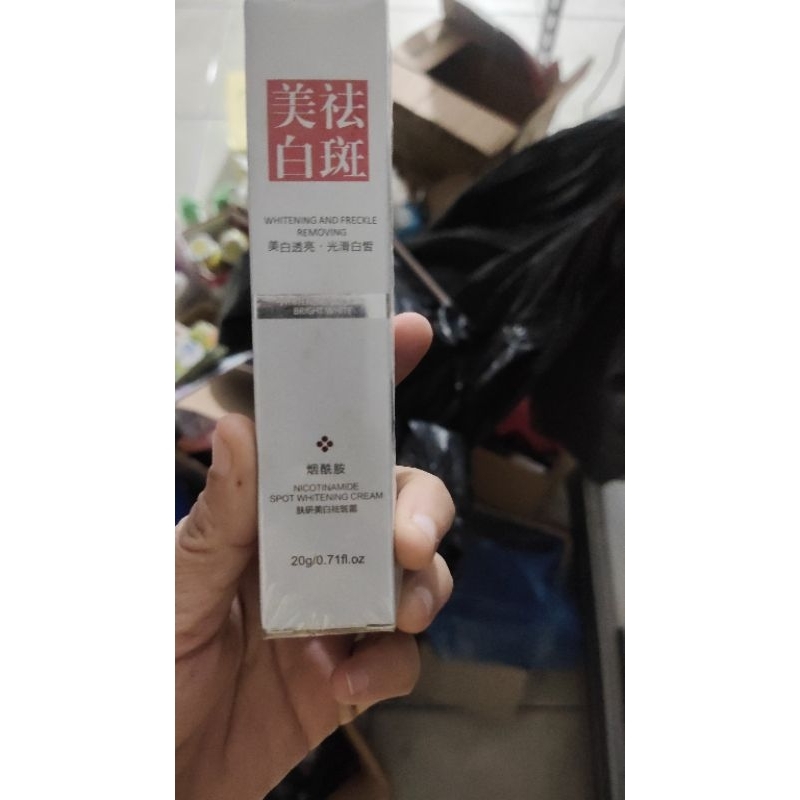 美祛
白斑
WHITENING AND FRECKLE
REMOVING
美白透亮·光滑白皙
BRIGHT WHITE
烟酰胺
NICOTINAMIDE
SPOT WHITENING CREAM
肤研美白祛斑霜
20g/0.71fl.oz